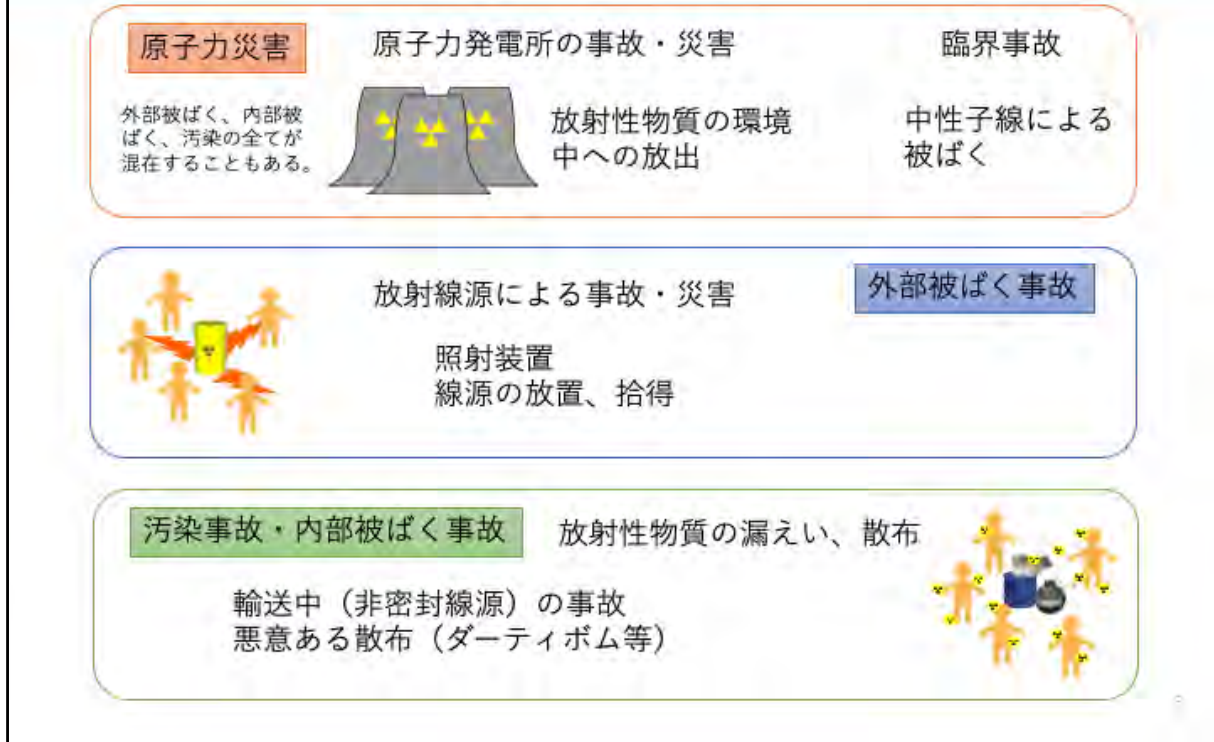 原子力災害
原子力発電所の事故・災害
臨界事故
外部被ばく、内部被
ばく、汚染の全てが
混在することもある。
放射性物質の環境
中への放出
中性子線による
被ばく
放射線源による事故・災害
外部被ばく事故
照射装置
線源の放置、拾得
汚染事故・内部被ばく事故
放射性物質の漏えい、散布
輸送中（非密封線源）の事故
悪意ある散布（ダーティボム等）